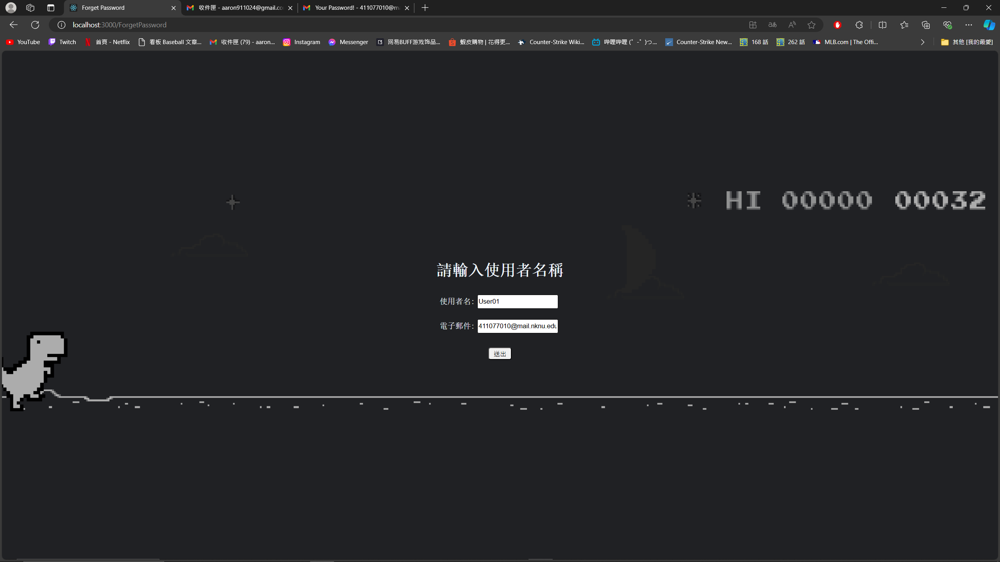 Forget Password
收件匣 - aaron911024@gmail.co
Your Password! - 411077010@ma
localhost:3000/ForgetPassword
YouTube
Twitch
首頁 - Netflix
看板 Baseball 文章...
收件匣 (79) - aaron...
Instagram
Messenger
网易BUFF游戏饰品...
蝦皮購物 | 花得更...
Counter-Strike Wiki...
哔哩哔哩 (゜-゜)つ...
Counter-Strike New...
168 話
262 話
MLB.com | The Offi...
其他 [我的最愛]
HI 00000 00032
請輸入使用者名稱
使用者名: User01
電子郵件: 411077010@mail.nknu.edu
送出